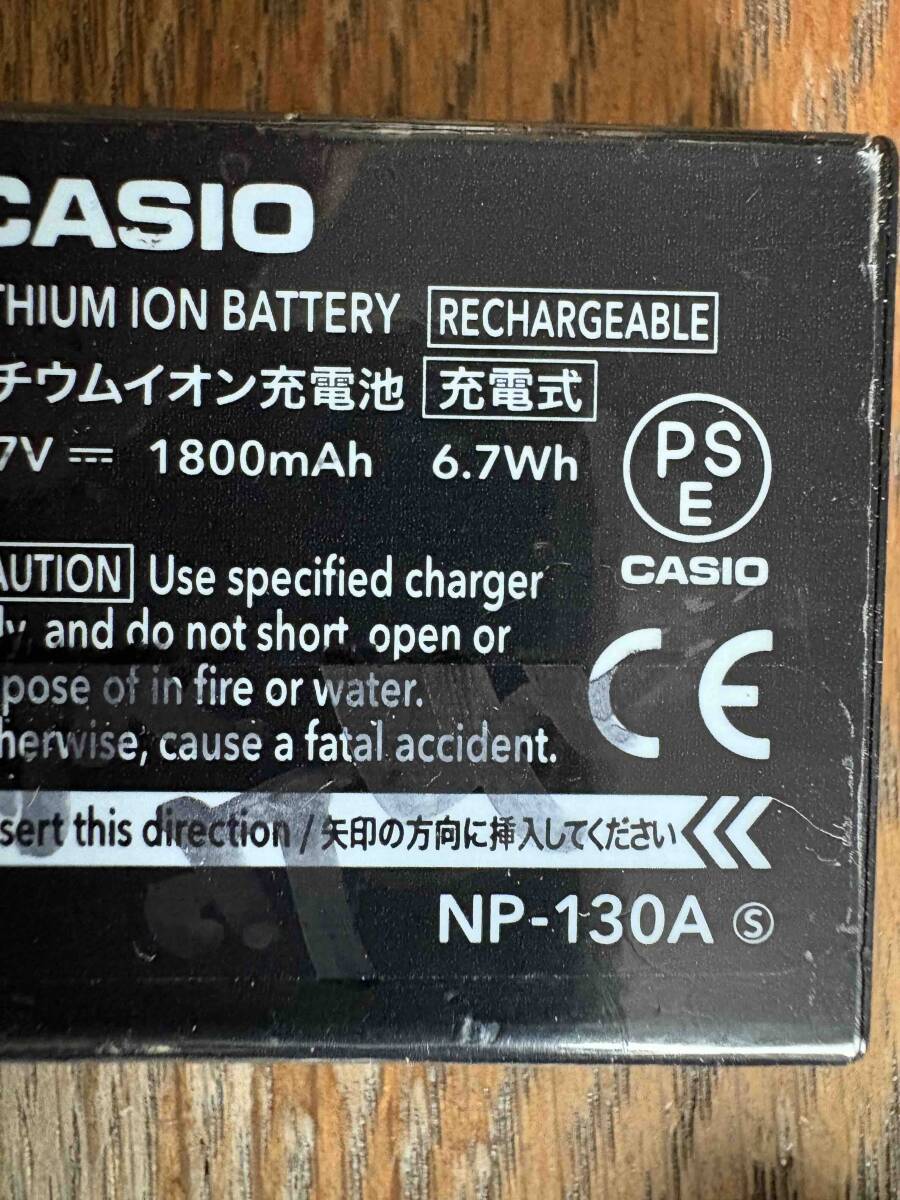 CASIO
THIUM ION BATTERY RECHARGEABLE
チウムイオン充電池 充電式
7V 1800mAh 6.7Wh
PSE
CASIO
AUTION Use specified charger
ly, and do not short, open or
pose of in fire or water.
herwise, cause a fatal accident.
CE
sert this direction / 矢印の方向に挿入してください
NP-130A Ⓢ